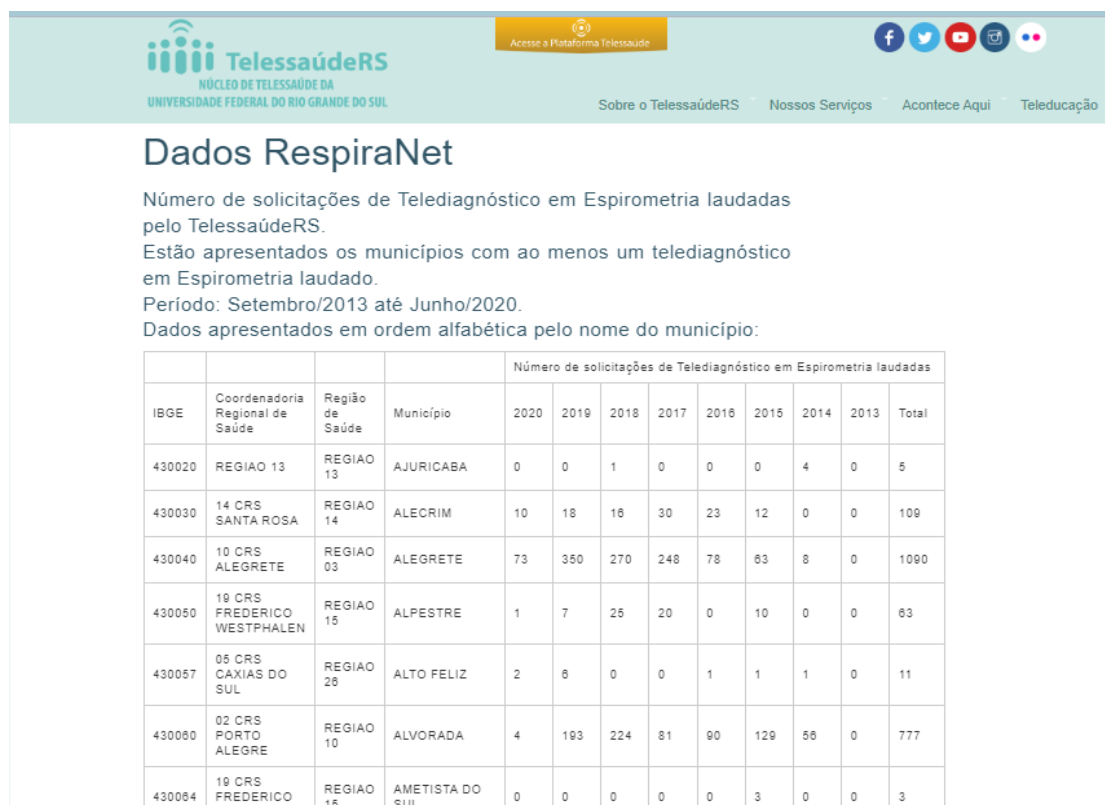 Acesse a Plataforma Telessaúde
TelessaúdeRS
NÚCLEO DE TELESSAÚDE DA
UNIVERSIDADE FEDERAL DO RIO GRANDE DO SUL
Sobre o TelessaúdeRS Nossos Serviços Acontece Aqui Teleducação
Dados RespiraNet
Número de solicitações de Telediagnóstico em Espirometria laudadas
pelo TelessaúdeRS.
Estão apresentados os municípios com ao menos um telediagnóstico
em Espirometria laudado.
Período: Setembro/2013 até Junho/2020.
Dados apresentados em ordem alfabética pelo nome do município:
Número de solicitações de Telediagnóstico em Espirometria laudadas
IBGE Coordenadoria Regional de Saúde Região de Saúde Município 2020 2019 2018 2017 2016 2015 2014 2013 Total
430020 REGIAO 13 REGIAO 13 AJURICABA 0 0 1 0 0 0 4 0 5
430030 14 CRS SANTA ROSA REGIAO 14 ALECRIM 10 18 16 30 23 12 0 0 109
430040 10 CRS ALEGRETE REGIAO 03 ALEGRETE 73 350 270 248 78 63 8 0 1090
430050 19 CRS FREDERICO WESTPHALEN REGIAO 15 ALPESTRE 1 7 25 20 0 10 0 0 63
430057 05 CRS CAXIAS DO SUL REGIAO 26 ALTO FELIZ 2 6 0 0 1 1 1 0 11
430060 02 CRS PORTO ALEGRE REGIAO 10 ALVORADA 4 193 224 81 90 129 56 0 777
430064 19 CRS FREDERICO REGIAO 15 AMETISTA DO SUL 0 0 0 0 0 3 0 0 3